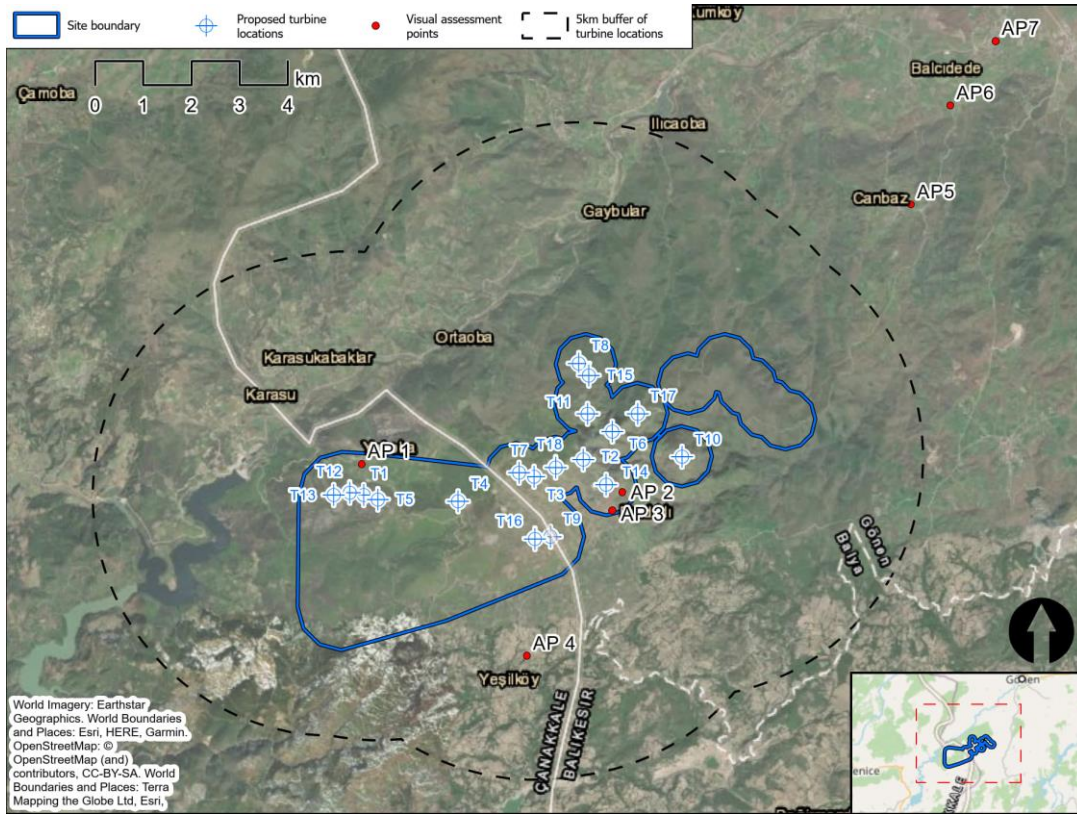 Site boundary
Proposed turbine
locations
Visual assessment
points
5km buffer of
turbine locations
km
0 1 2 3 4
Çamoba
AP7
Balcıdede
AP6
Ilıcaoba
Canbaz
AP5
Gaybular
Ortaoba
Karasukabaklar
Karasu
T8
T15
T11
T17
T18
T6
T10
T7
T2
AP 1
T12
T1
T14
T13
T5
T4
T3
AP 2
AP 3
T16
T9
Gönen
Balya
AP 4
Yeşilköy
ÇANAKKALE
BALIKESİR
World Imagery: Earthstar
Geographics. World Boundaries
and Places: Esri, HERE, Garmin.
OpenStreetMap: ©
OpenStreetMap (and)
contributors, CC-BY-SA. World
Boundaries and Places: Terra
Mapping the Globe Ltd, Esri,
Gönen
enice